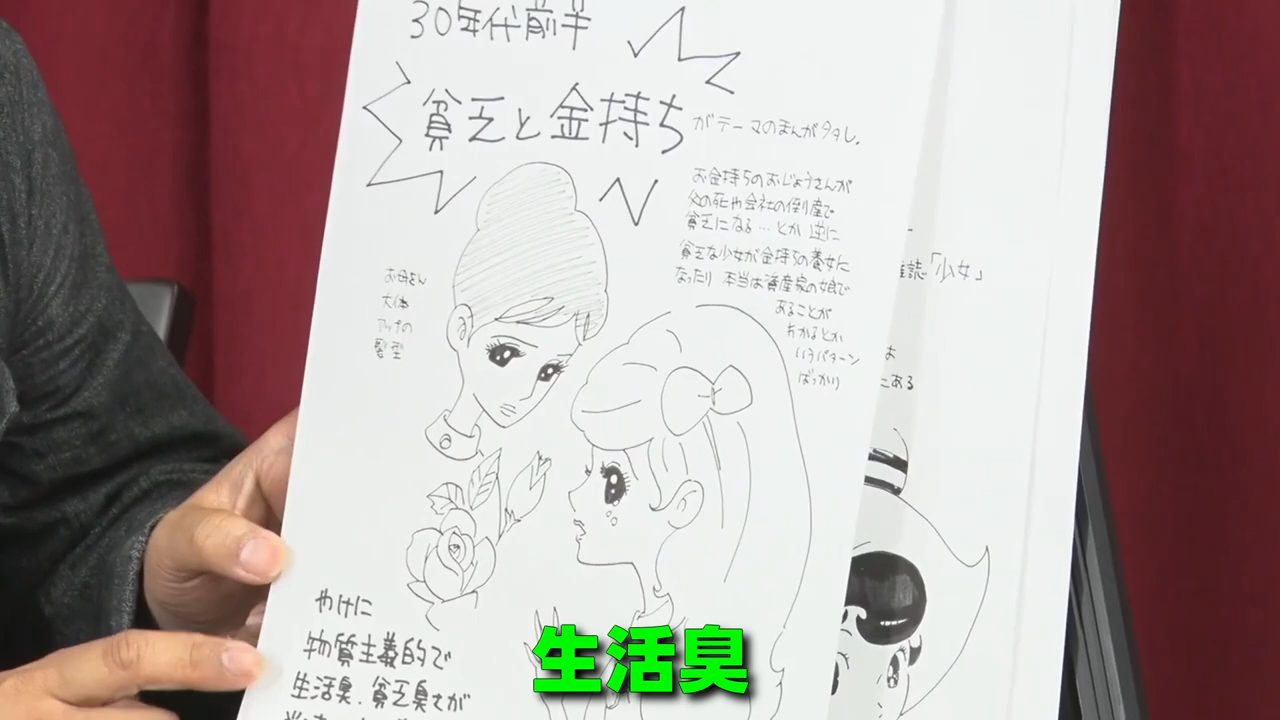 30年代前半
貧乏と金持ち
がテーマのまんが多し。
お金持ちのおじょうさんが
父の死や会社の倒産で
貧乏になる…とか 逆に
貧乏な少女が金持ちの養女に
なったり 本当は資産家の娘で
あることが
わかるとか
いうパターン
ばっかり
お母さん
大体
アップの
髪型
やけに
物質主義的で
生活臭、貧乏臭さが
誌「少女」
は
にある
生活臭